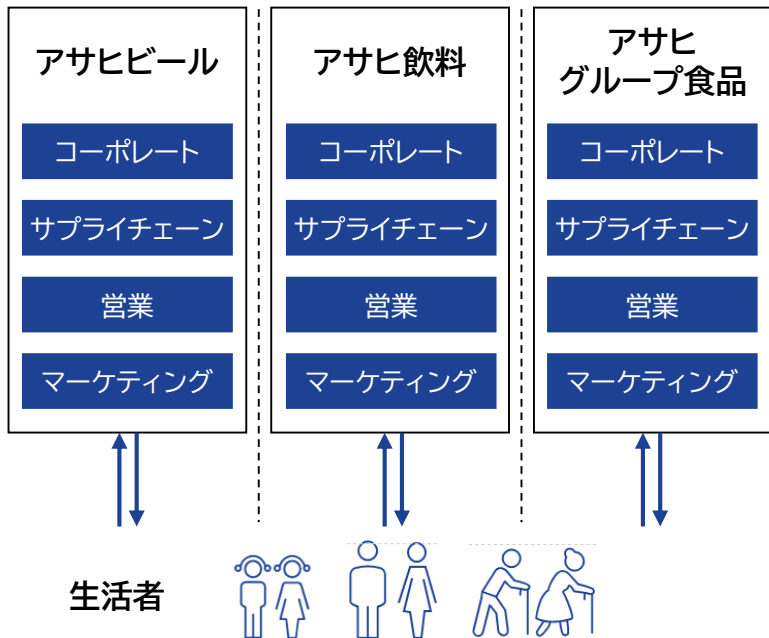 アサヒビール
コーポレート
サプライチェーン
営業
マーケティング
アサヒ飲料
コーポレート
サプライチェーン
営業
マーケティング
アサヒ
グループ食品
コーポレート
サプライチェーン
営業
マーケティング
生活者